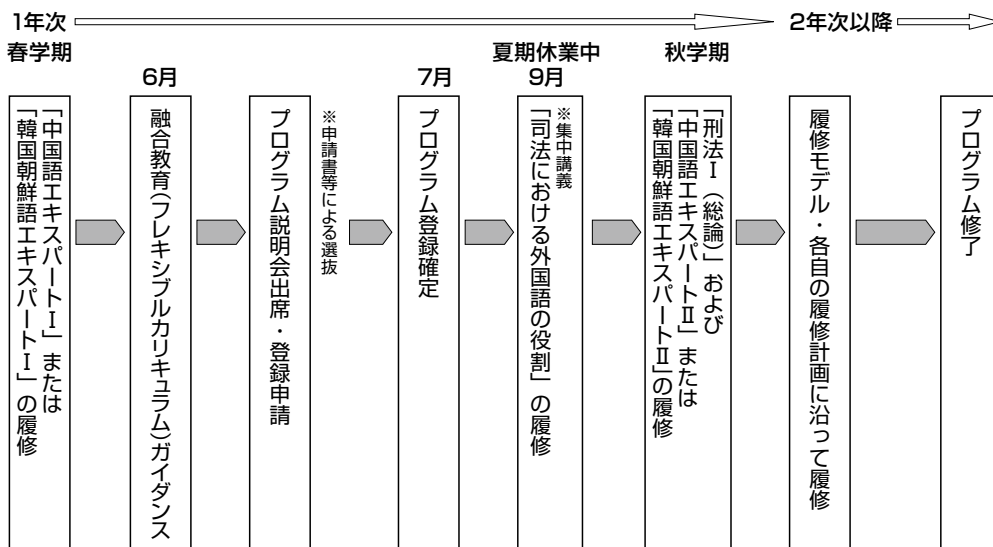 1年次
2年次以降
春学期
夏期休業中
秋学期
6月
7月
9月
「中国語エキスパートⅠ」または
「韓国朝鮮語エキスパートⅠ」の履修
融合教育(フレキシブルカリキュラム)ガイダンス
プログラム説明会出席・登録申請
※申請書等による選抜
プログラム登録確定
※集中講義
「司法における外国語の役割」の履修
「刑法Ⅰ（総論）」および
「中国語エキスパートⅡ」または
「韓国朝鮮語エキスパートⅡ」の履修
履修モデル・各自の履修計画に沿って履修
プログラム修了